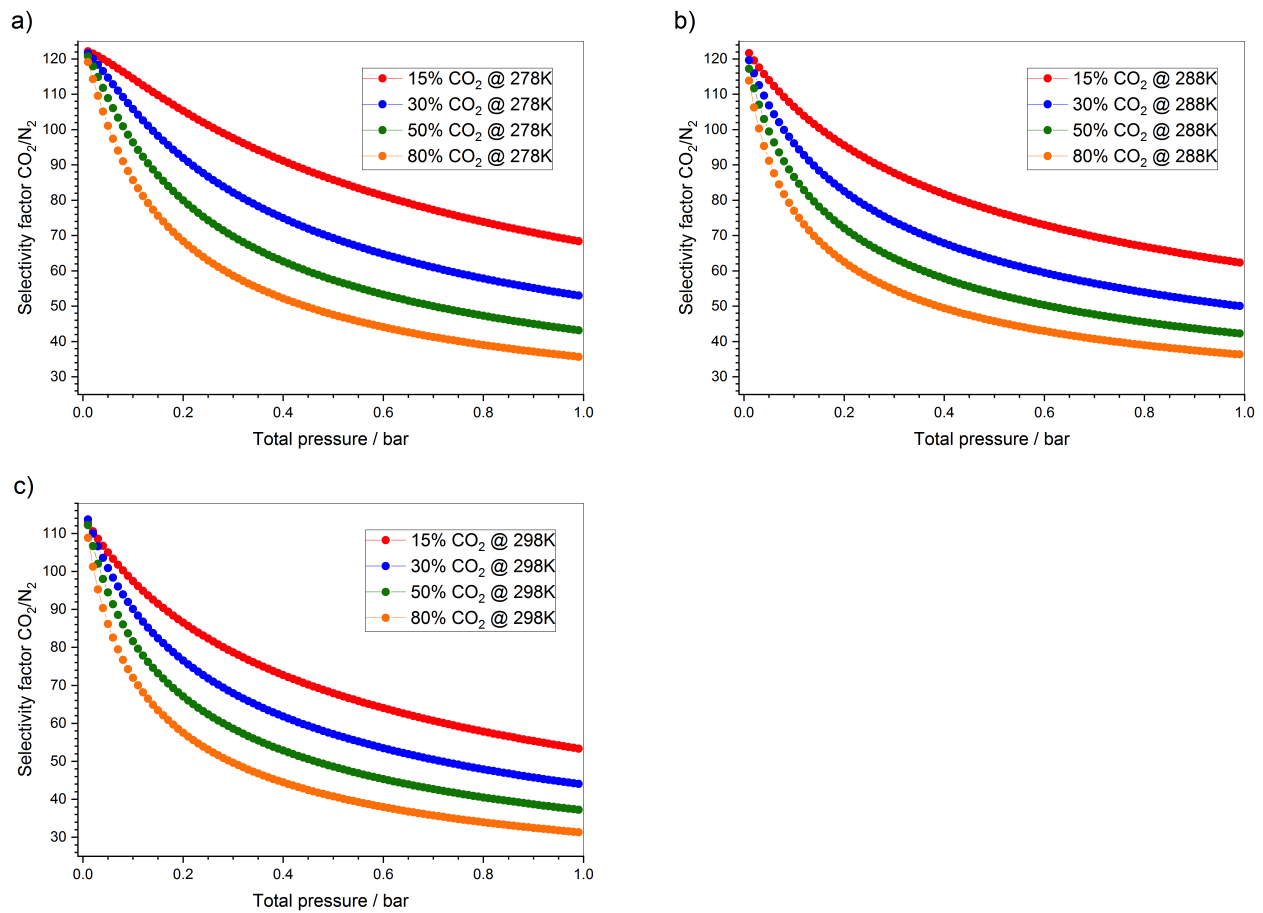 a)
Selectivity factor CO₂/N₂
120
110
100
90
80
70
60
50
40
30
0.0 0.2 0.4 0.6 0.8 1.0
Total pressure / bar
15% CO₂ @ 278K
30% CO₂ @ 278K
50% CO₂ @ 278K
80% CO₂ @ 278K
b)
Selectivity factor CO₂/N₂
120
110
100
90
80
70
60
50
40
30
0.0 0.2 0.4 0.6 0.8 1.0
Total pressure / bar
15% CO₂ @ 288K
30% CO₂ @ 288K
50% CO₂ @ 288K
80% CO₂ @ 288K
c)
Selectivity factor CO₂/N₂
110
100
90
80
70
60
50
40
30
0.0 0.2 0.4 0.6 0.8 1.0
Total pressure / bar
15% CO₂ @ 298K
30% CO₂ @ 298K
50% CO₂ @ 298K
80% CO₂ @ 298K